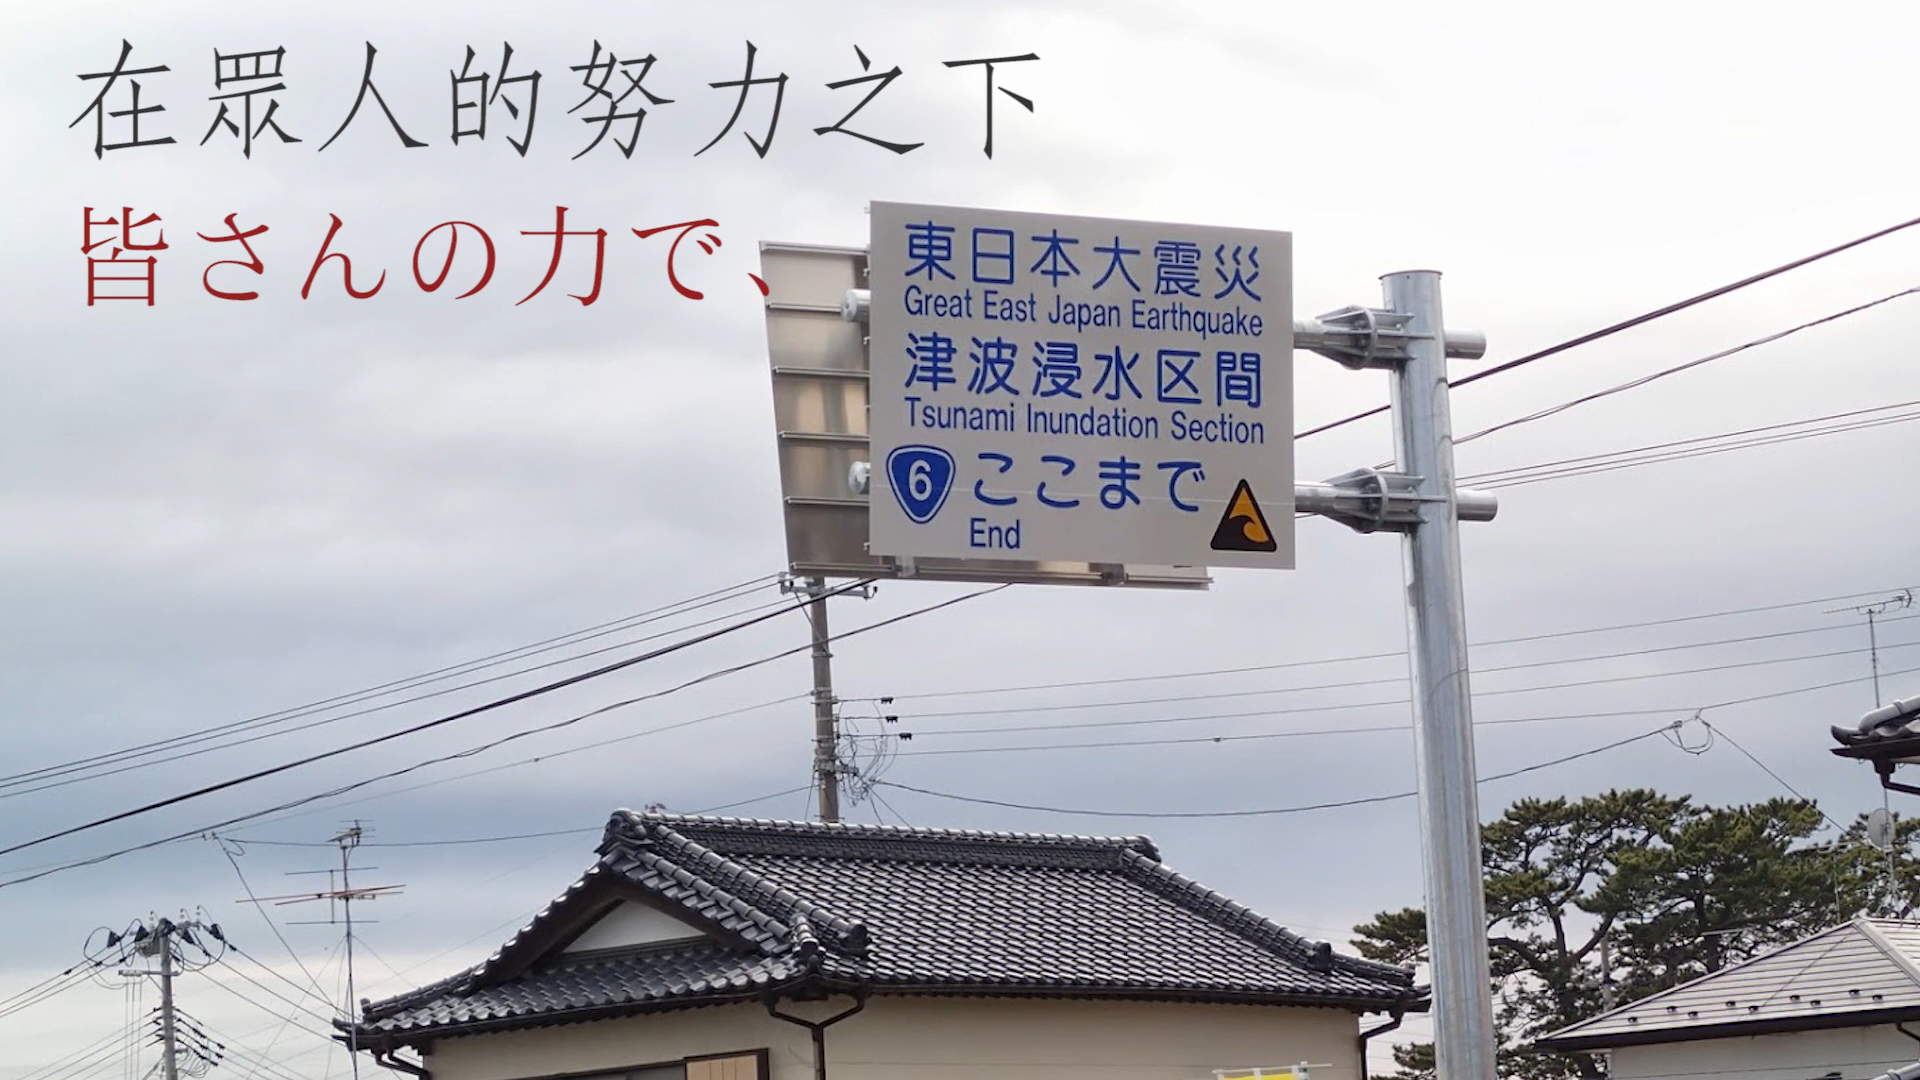 在眾人的努力之下
皆さんの力で、
東日本大震災
Great East Japan Earthquake
津波浸水区間
Tsunami Inundation Section
6 ここまで
End